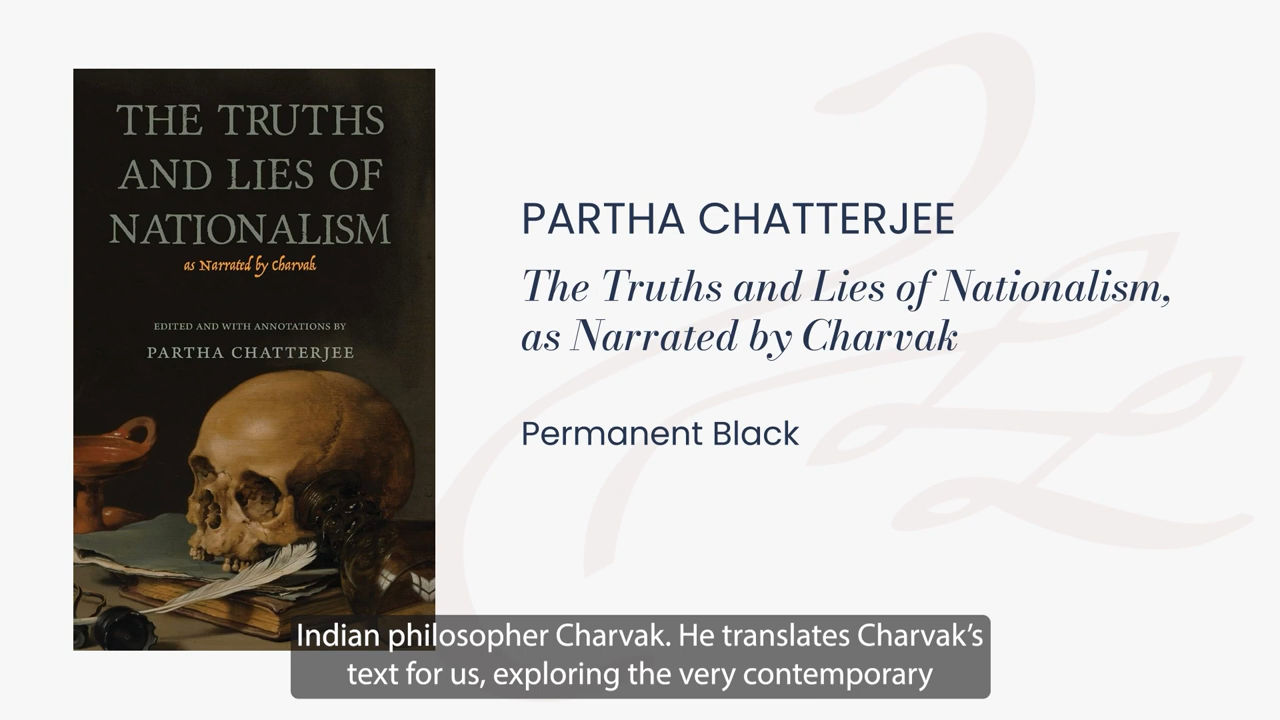 THE TRUTHS
AND LIES OF
NATIONALISM
as Narrated by Charvak
EDITED AND WITH ANNOTATIONS BY
PARTHA CHATTERJEE
PARTHA CHATTERJEE
The Truths and Lies of Nationalism,
as Narrated by Charvak
Permanent Black
Indian philosopher Charvak. He translates Charvak’s
text for us, exploring the very contemporary